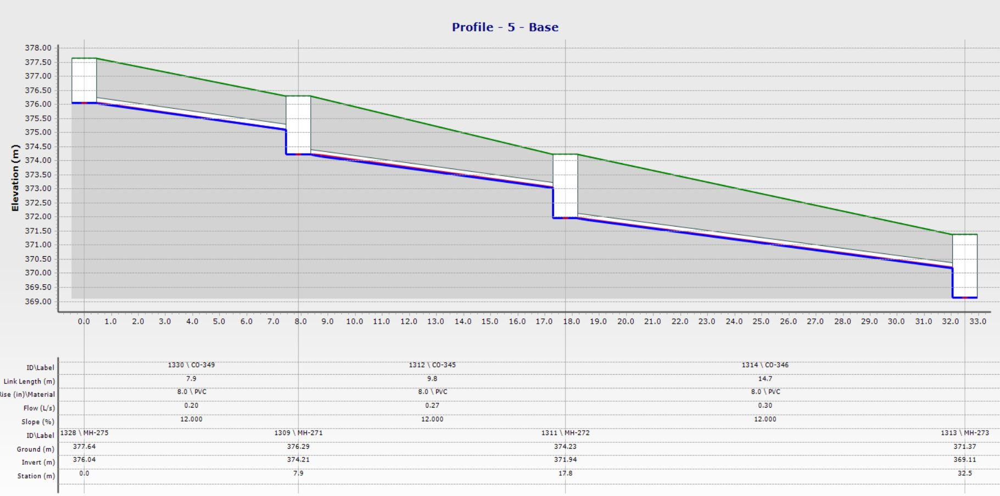 Profile - 5 - Base
Elevation (m)
378.00
377.50
377.00
376.50
376.00
375.50
375.00
374.50
374.00
373.50
373.00
372.50
372.00
371.50
371.00
370.50
370.00
369.50
369.00
0.0 1.0 2.0 3.0 4.0 5.0 6.0 7.0 8.0 9.0 10.0 11.0 12.0 13.0 14.0 15.0 16.0 17.0 18.0 19.0 20.0 21.0 22.0 23.0 24.0 25.0 26.0 27.0 28.0 29.0 30.0 31.0 32.0 33.0
ID\Label 1330 \ CO-349 1312 \ CO-345 1314 \ CO-346
Link Length (m) 7.9 9.8 14.7
(in)\Material 8.0 \ PVC 8.0 \ PVC 8.0 \ PVC
Flow (L/s) 0.20 0.27 0.30
Slope (%) 12.000 12.000 12.000
ID\Label 1328 \ MH-275 1309 \ MH-271 1311 \ MH-272 1313 \ MH-273
Ground (m) 377.64 376.29 374.23 371.37
Invert (m) 376.04 374.21 371.94 369.11
Station (m) 0.0 7.9 17.8 32.5